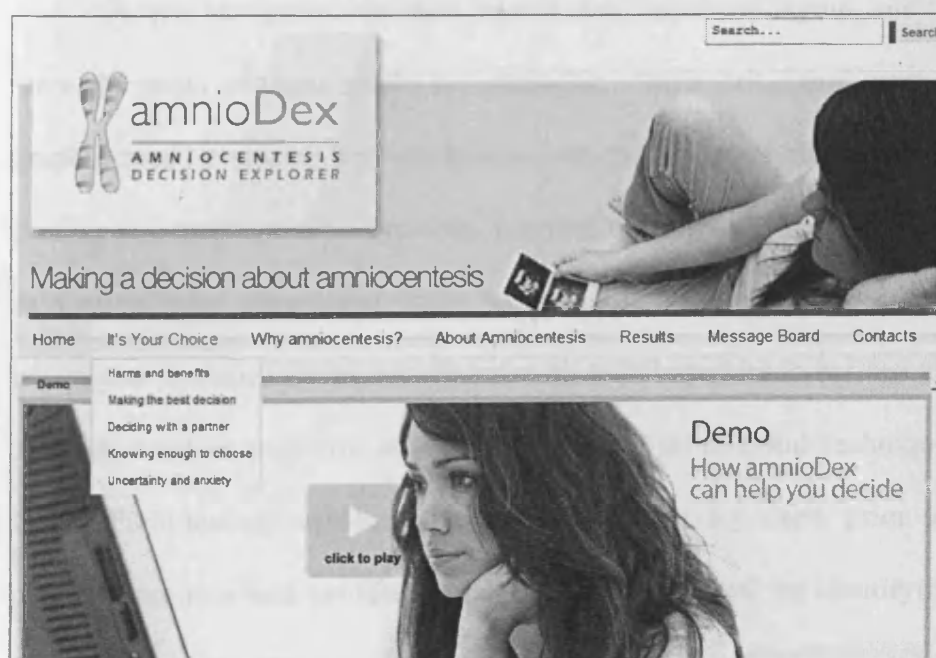 Search...
Search
amnioDex
AMNIOCENTESIS
DECISION EXPLORER
Making a decision about amniocentesis
Home It's Your Choice Why amniocentesis? About Amniocentesis Results Message Board Contacts
Demo
Harms and benefits
Making the best decision
Deciding with a partner
Knowing enough to choose
Uncertainty and anxiety
click to play
Demo
How amnioDex
can help you decide